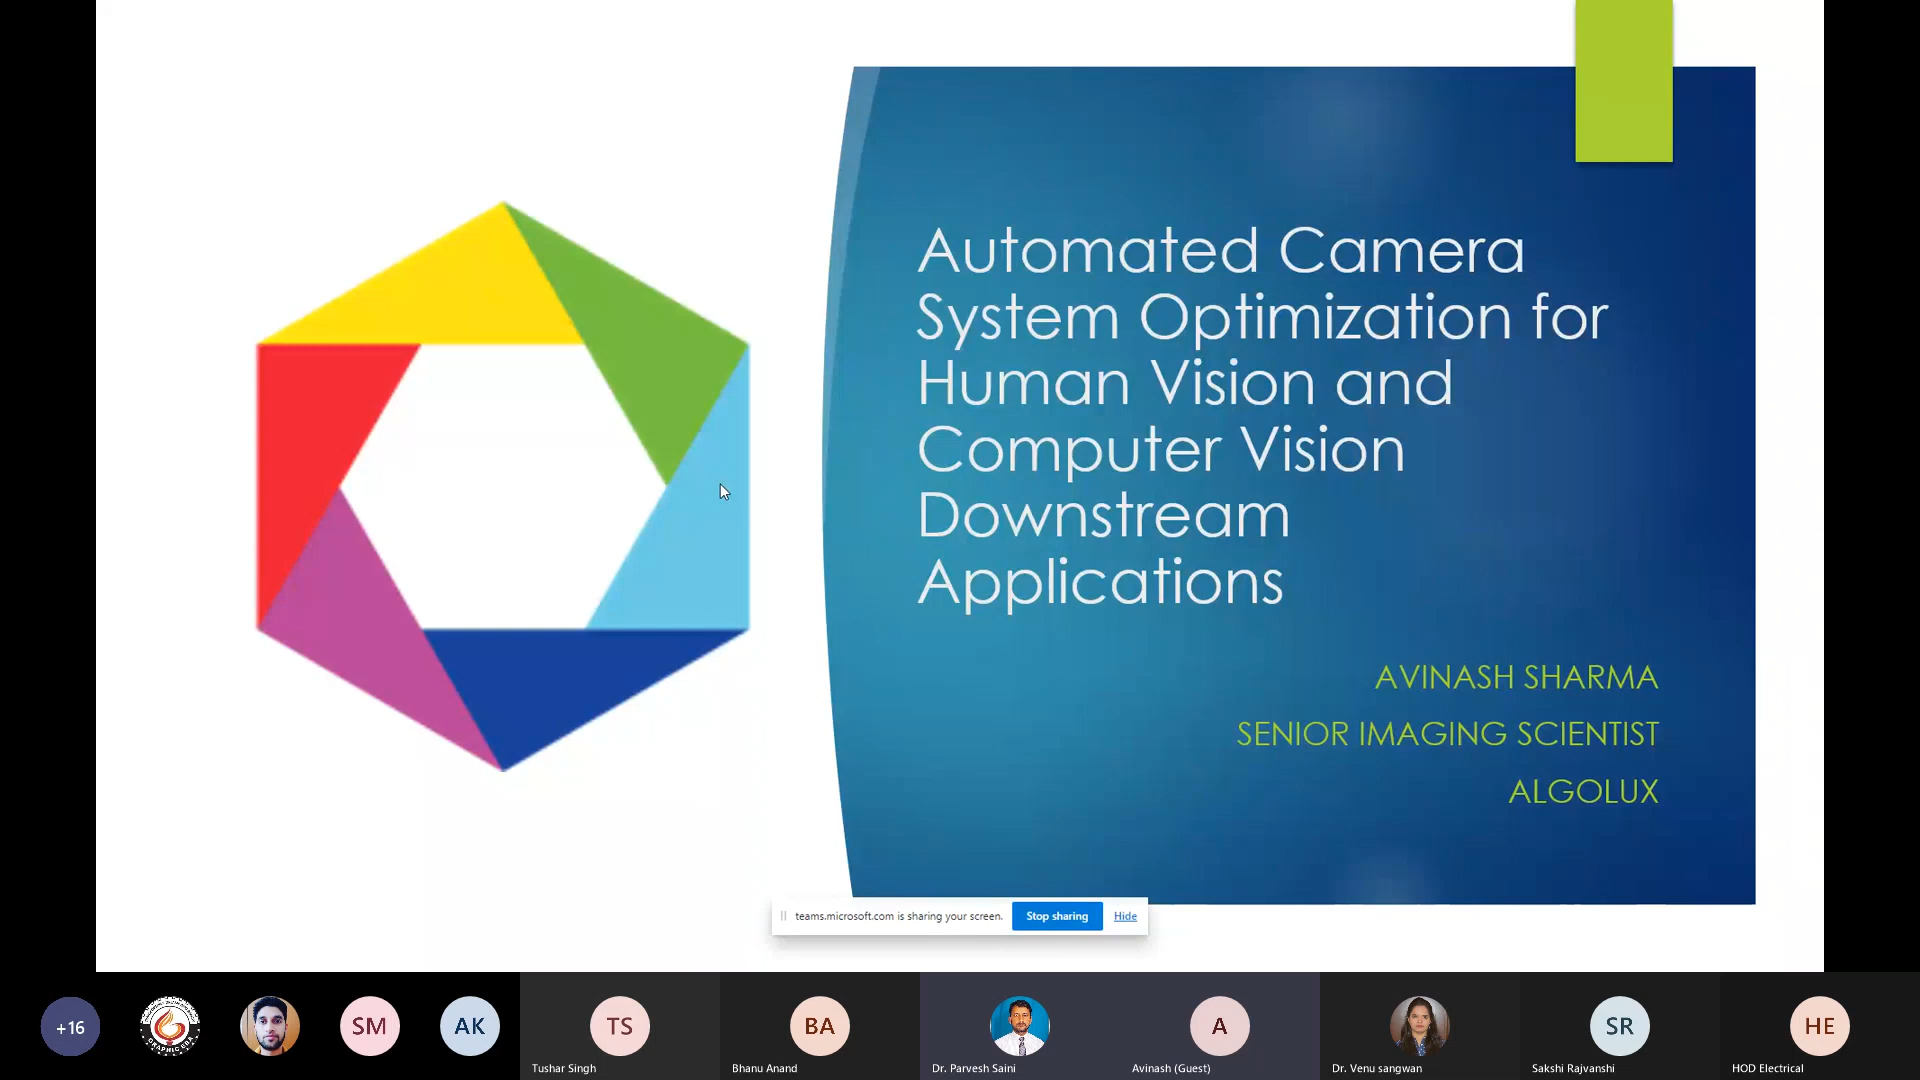 Automated Camera
System Optimization for
Human Vision and
Computer Vision
Downstream
Applications
AVINASH SHARMA
SENIOR IMAGING SCIENTIST
ALGOLUX
teams.microsoft.com is sharing your screen.
Stop sharing
Hide
+16
GRAPHIC ERA
SM
AK
TS
BA
A
SR
HE
Tushar Singh
Bhanu Anand
Dr. Parvesh Saini
Avinash (Guest)
Dr. Venu sangwan
Sakshi Rajvanshi
HOD Electrical